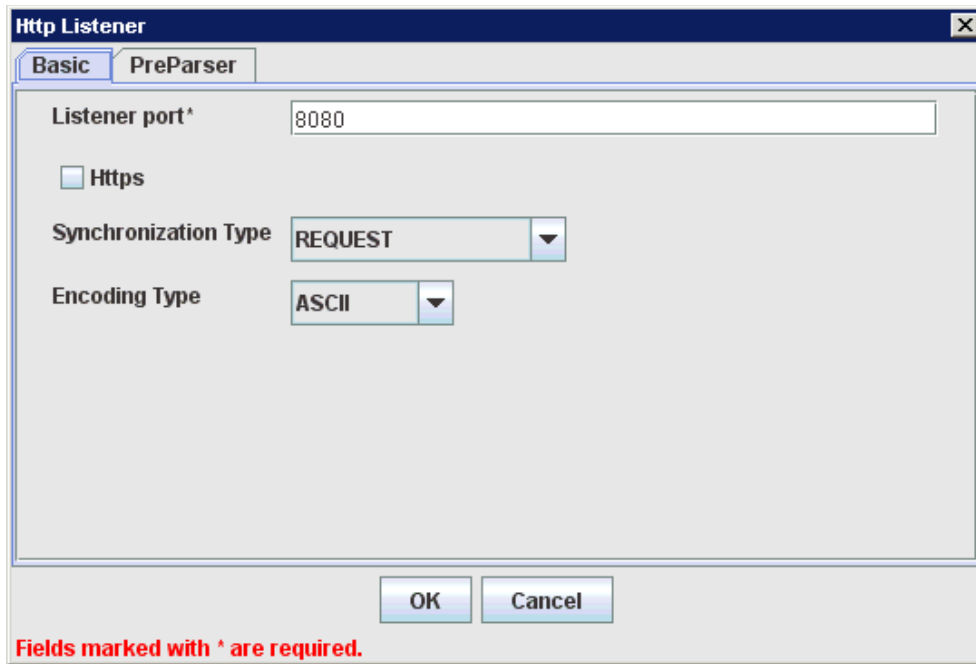 Http Listener
Basic PreParser
Listener port* 8080
Https
Synchronization Type REQUEST
Encoding Type ASCII
OK Cancel
Fields marked with * are required.